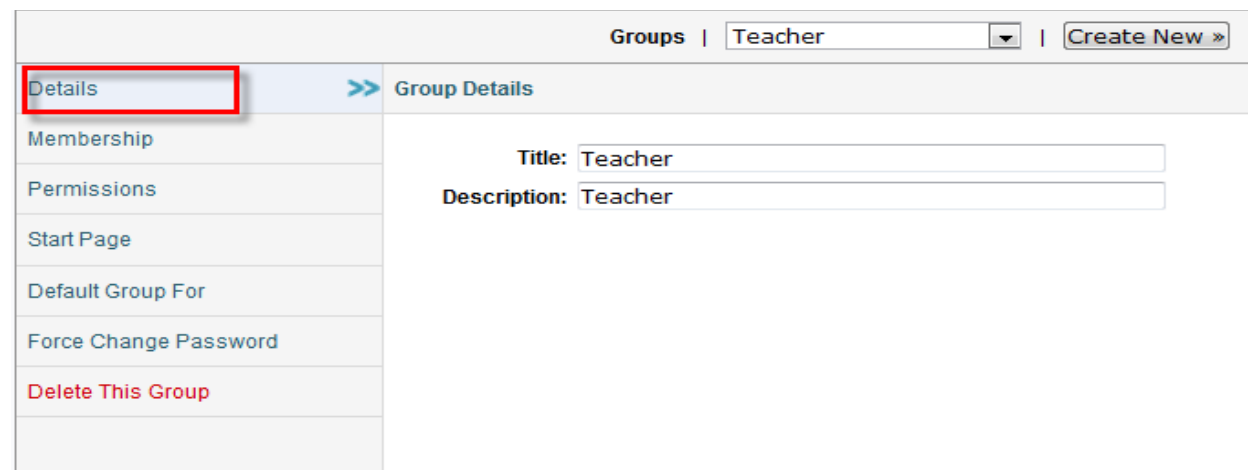 Groups | Teacher | Create New »
Details >> Group Details
Membership
Title: Teacher
Permissions
Description: Teacher
Start Page
Default Group For
Force Change Password
Delete This Group